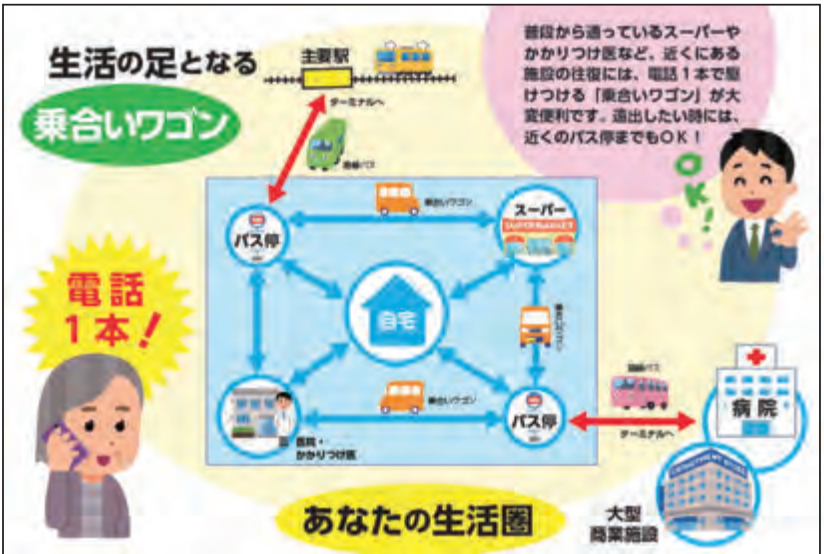 生活の足となる
乗合いワゴン
主要駅
ターミナルへ
路線バス
普段から通っているスーパーや
かかりつけ医など、近くにある
施設の往復には、電話1本で駆
けつける「乗合いワゴン」が大
変便利です。遠出したい時には、
近くのバス停までもOK!
OK!
乗合いワゴン
バス停
スーパー
SUPERMARKET
電話
1本!
自宅
乗合いワゴン
乗合いワゴン
医院・
かかりつけ医
バス停
路線バス
ターミナルへ
病院
DEPARTMENT STORE
大型
商業施設
あなたの生活圏